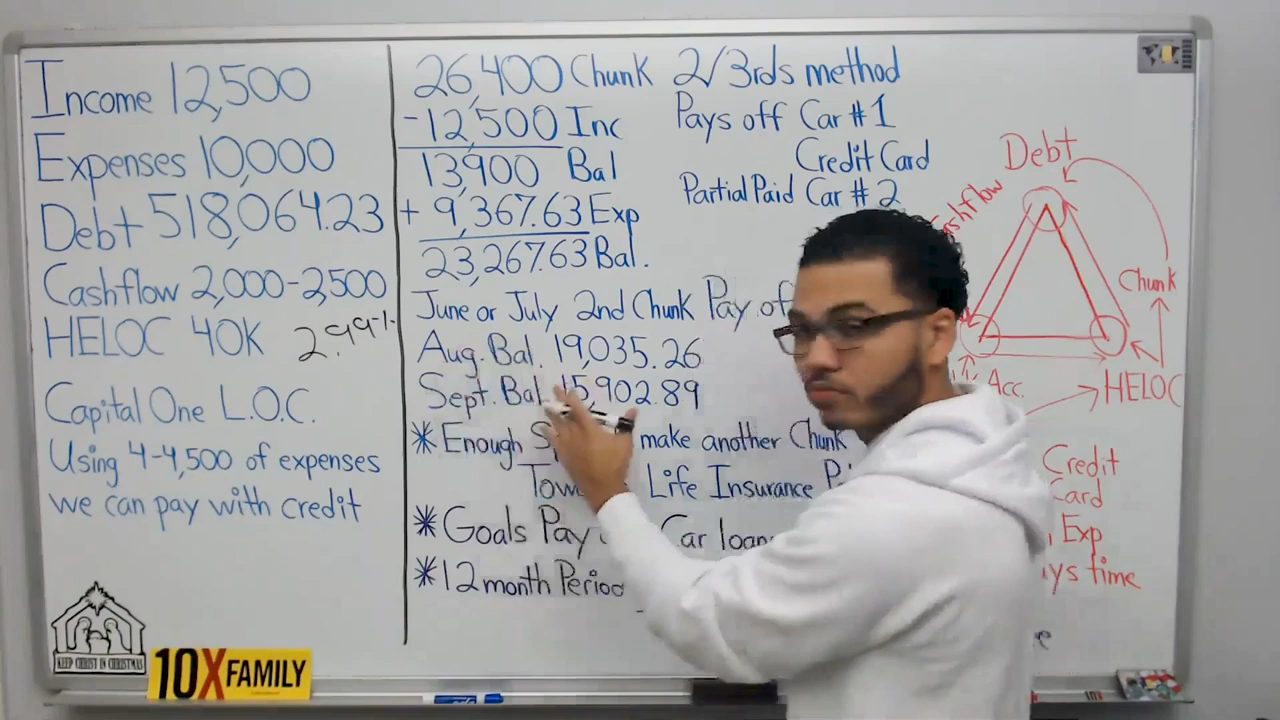 Income 12,500
Expenses 10,000
Debt 518,064.23
Cashflow 2,000-2500
HELOC 40K 2.99%
Capital One L.O.C.
Using 4-4,500 of expenses
we can pay with credit
KEEP CHRIST IN CHRISTMAS
10XFAMILY
26,400 Chunk 2/3rds method
-12,500 Inc
13,900 Bal
+ 9,367.63 Exp
23,267.63 Bal.
Pays off Car #1
Credit Card
Partial Paid Car #2
June or July 2nd Chunk Pay off
Aug. Bal. 19,035.26
Sept. Bal. 15,902.89
* Enough make another Chunk
Life Insurance
* Goals Pay Car loan
* 12 month Period
Debt
Cashflow
Chunk
Acc.
HELOC
Credit
Card
Exp
time